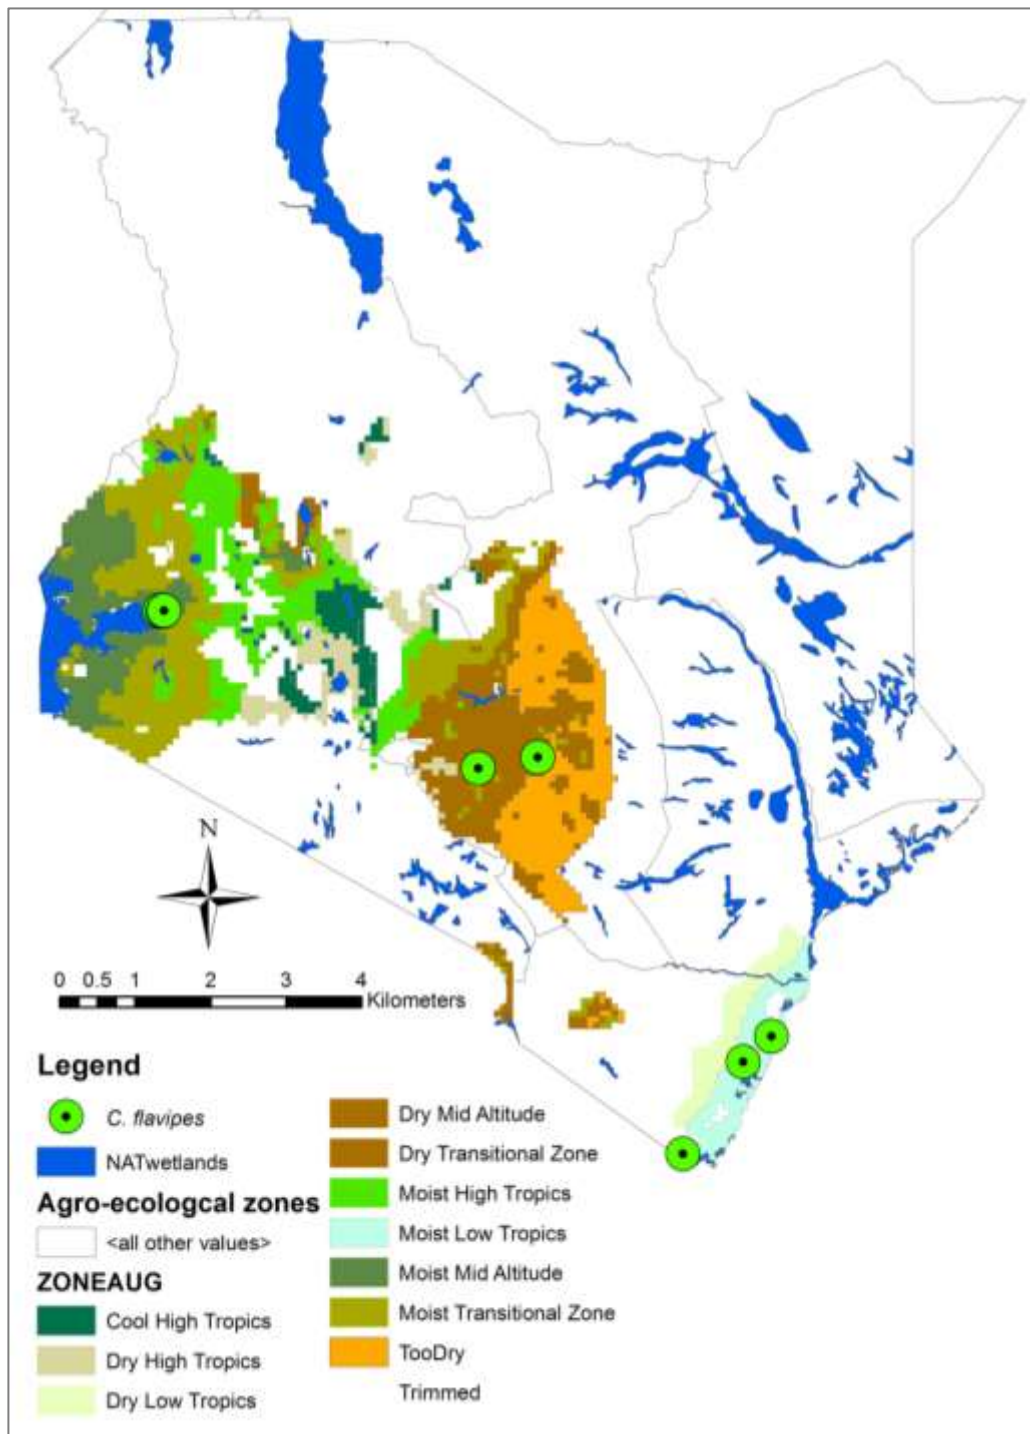 N
0 0.5 1 2 3 4
Kilometers
Legend
C. flavipes
NATwetlands
Agro-ecologcal zones
<all other values>
ZONEAUG
Cool High Tropics
Dry High Tropics
Dry Low Tropics
Dry Mid Altitude
Dry Transitional Zone
Moist High Tropics
Moist Low Tropics
Moist Mid Altitude
Moist Transitional Zone
TooDry
Trimmed